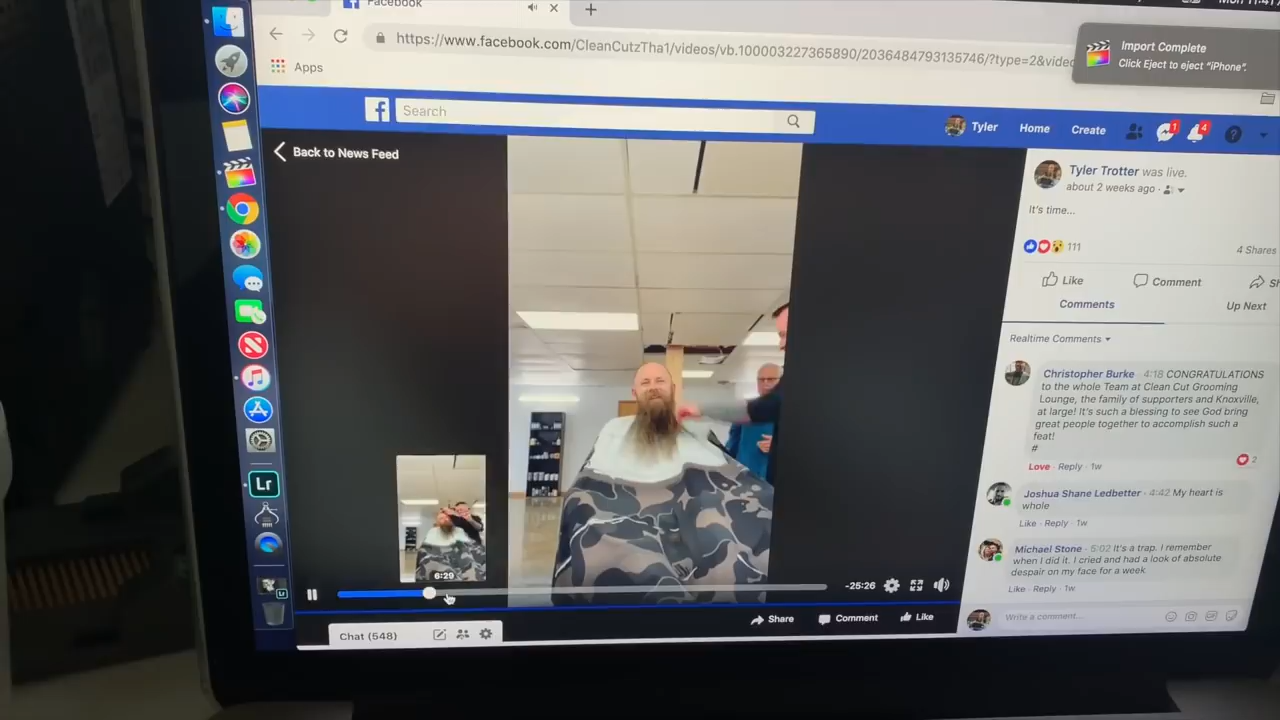 Facebook
https://www.facebook.com/CleanCutzTha1/videos/vb.100003227365890/2036484793135746/?type=2&video
Apps
Import Complete
Click Eject to eject "iPhone".
Search
Tyler
Home
Create
1
4
Back to News Feed
Tyler Trotter was live.
about 2 weeks ago
It's time...
111
4 Shares
Like
Comment
Comments
Up Next
Realtime Comments
Christopher Burke · 4:18 CONGRATULATIONS
to the whole Team at Clean Cut Grooming
Lounge, the family of supporters and Knoxville,
at large! It's such a blessing to see God bring
great people together to accomplish such a
feat!
#
Love · Reply · 1w
2
Joshua Shane Ledbetter · 4:42 My heart is
whole
Like · Reply · 1w
Michael Stone · 5:02 It's a trap. I remember
when I did it. I cried and had a look of absolute
despair on my face for a week
Like · Reply · 1w
Write a comment...
6:29
-25:26
Share
Comment
Like
Chat (548)
Lr